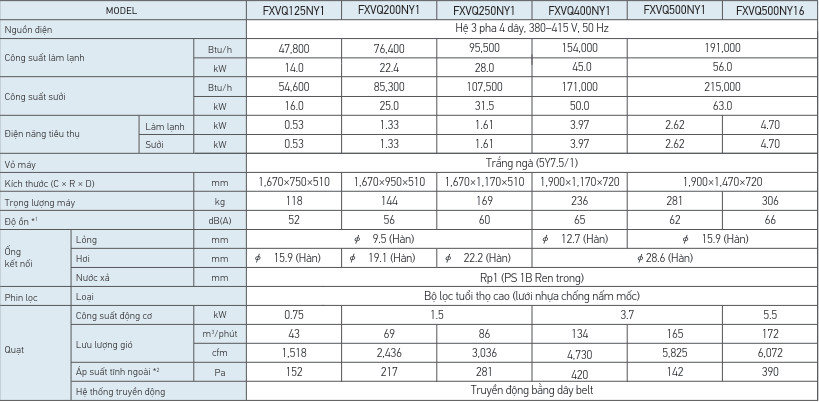 MODEL FXVQ125NY1 FXVQ200NY1 FXVQ250NY1 FXVQ400NY1 FXVQ500NY1 FXVQ500NY16
Nguồn điện Hệ 3 pha 4 dây, 380–415 V, 50 Hz
Công suất làm lạnh Btu/h 47,800 76,400 95,500 154,000 191,000
kW 14.0 22.4 28.0 45.0 56.0
Công suất sưởi Btu/h 54,600 85,300 107,500 171,000 215,000
kW 16.0 25.0 31.5 50.0 63.0
Điện năng tiêu thụ Làm lạnh kW 0.53 1.33 1.61 3.97 2.62 4.70
Sưởi kW 0.53 1.33 1.61 3.97 2.62 4.70
Vỏ máy Trắng ngà (5Y7.5/1)
Kích thước (C × R × D) mm 1,670×750×510 1,670×950×510 1,670×1,170×510 1,900×1,170×720 1,900×1,470×720
Trọng lượng máy kg 118 144 169 236 281 306
Độ ồn *1 dB(A) 52 56 60 65 62 66
Ống kết nối Lỏng mm φ 9.5 (Hàn) φ 12.7 (Hàn) φ 15.9 (Hàn)
Hơi mm φ 15.9 (Hàn) φ 19.1 (Hàn) φ 22.2 (Hàn) φ 28.6 (Hàn)
Nước xả mm Rp1 (PS 1B Ren trong)
Phin lọc Loại Bộ lọc tuổi thọ cao (lưới nhựa chống nấm mốc)
Quạt Công suất động cơ kW 0.75 1.5 3.7 5.5
Lưu lượng gió m³/phút 43 69 86 134 165 172
cfm 1,518 2,436 3,036 4,730 5,825 6,072
Áp suất tĩnh ngoài *2 Pa 152 217 281 420 142 390
Hệ thống truyền động Truyền động bằng dây belt